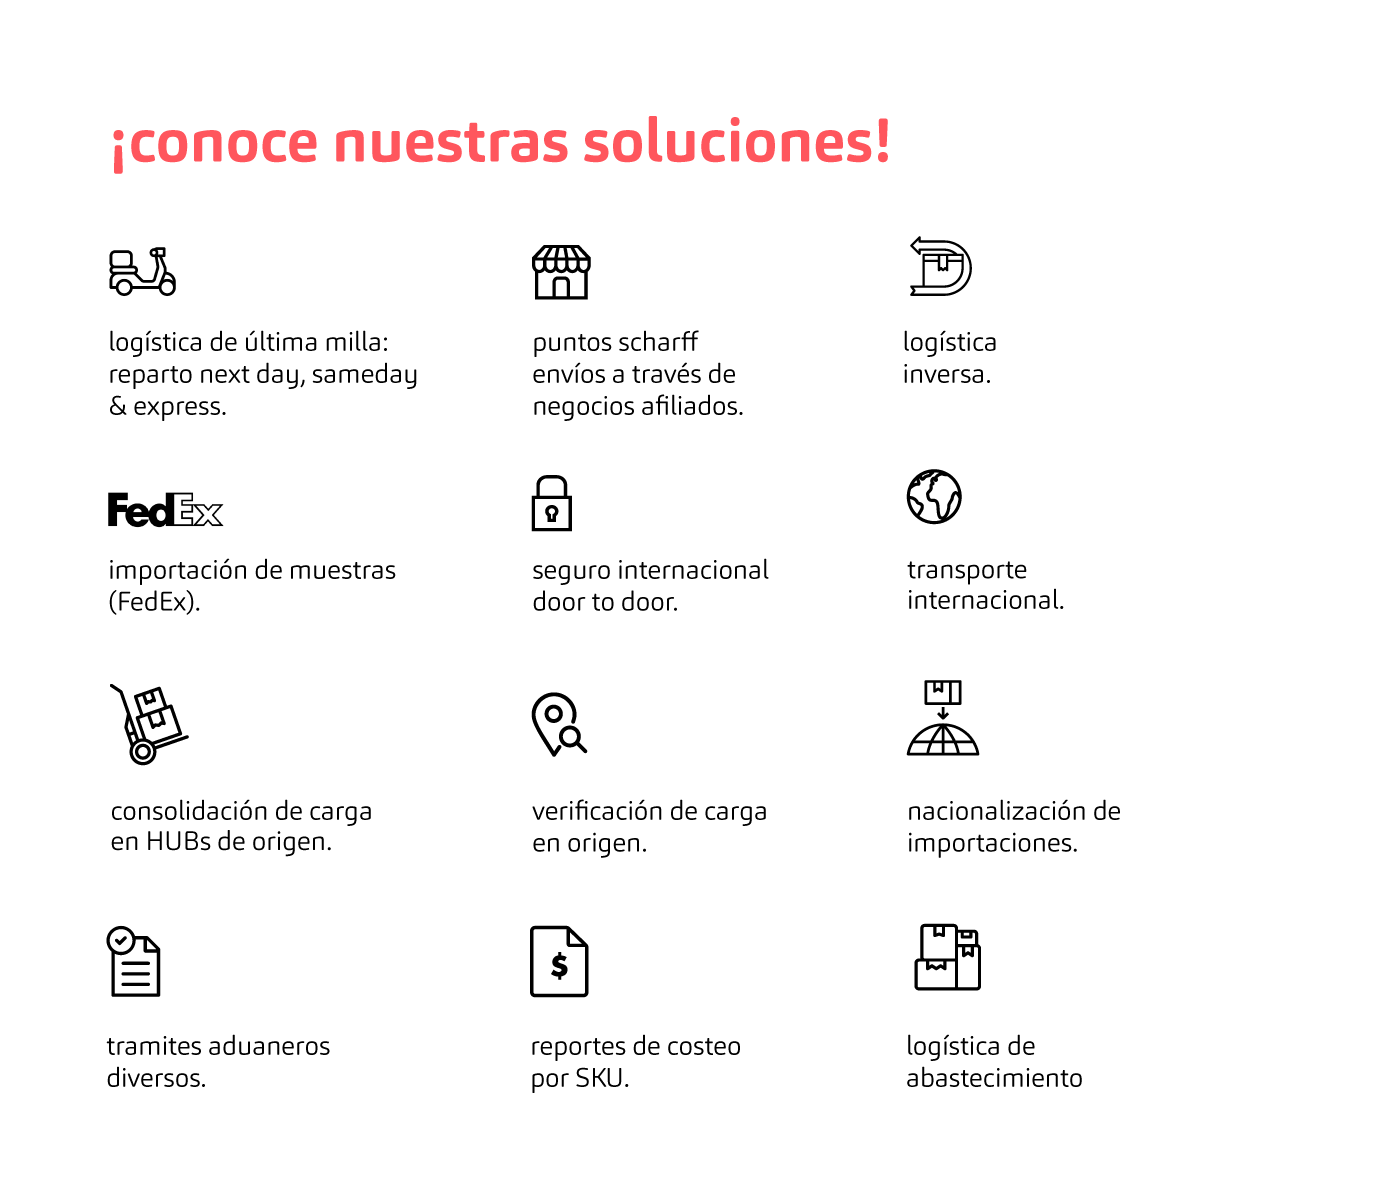 ¡conoce nuestras soluciones!
logística de última milla:
reparto next day, sameday
& express.
puntos scharff
envíos a través de
negocios afiliados.
logística
inversa.
FedEx
importación de muestras
(FedEx).
seguro internacional
door to door.
transporte
internacional.
consolidación de carga
en HUBs de origen.
verificación de carga
en origen.
nacionalización de
importaciones.
tramites aduaneros
diversos.
$
reportes de costeo
por SKU.
logística de
abastecimiento